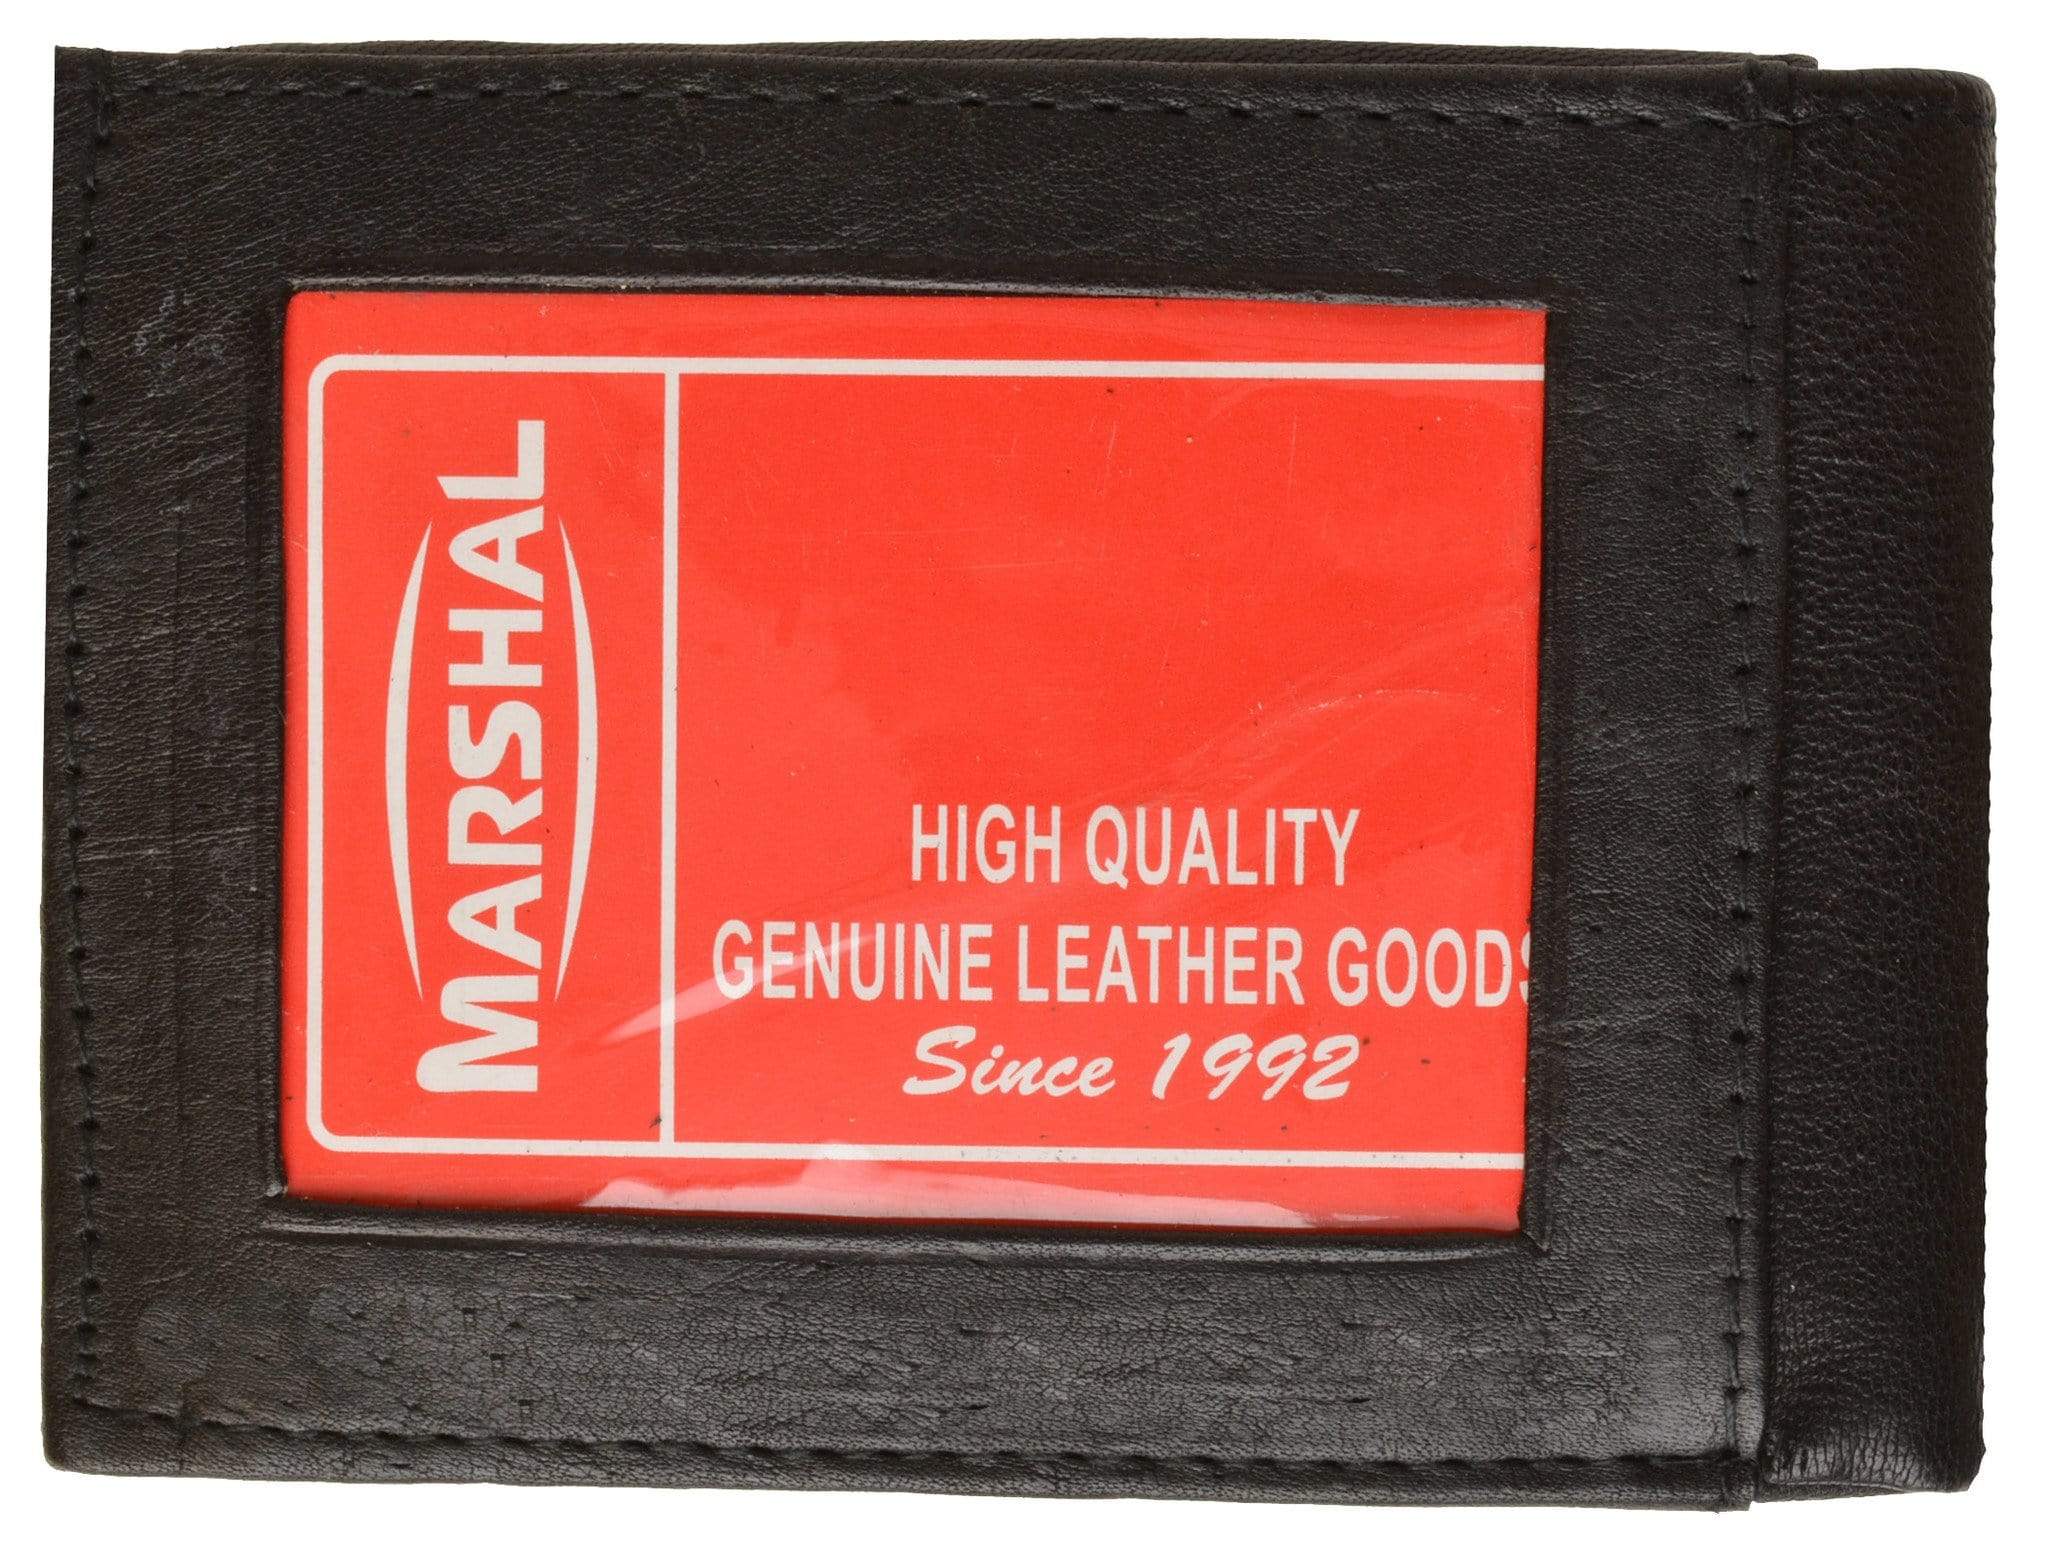 MARSHAL
HIGH QUALITY
GENUINE LEATHER GOODS
Since 1992